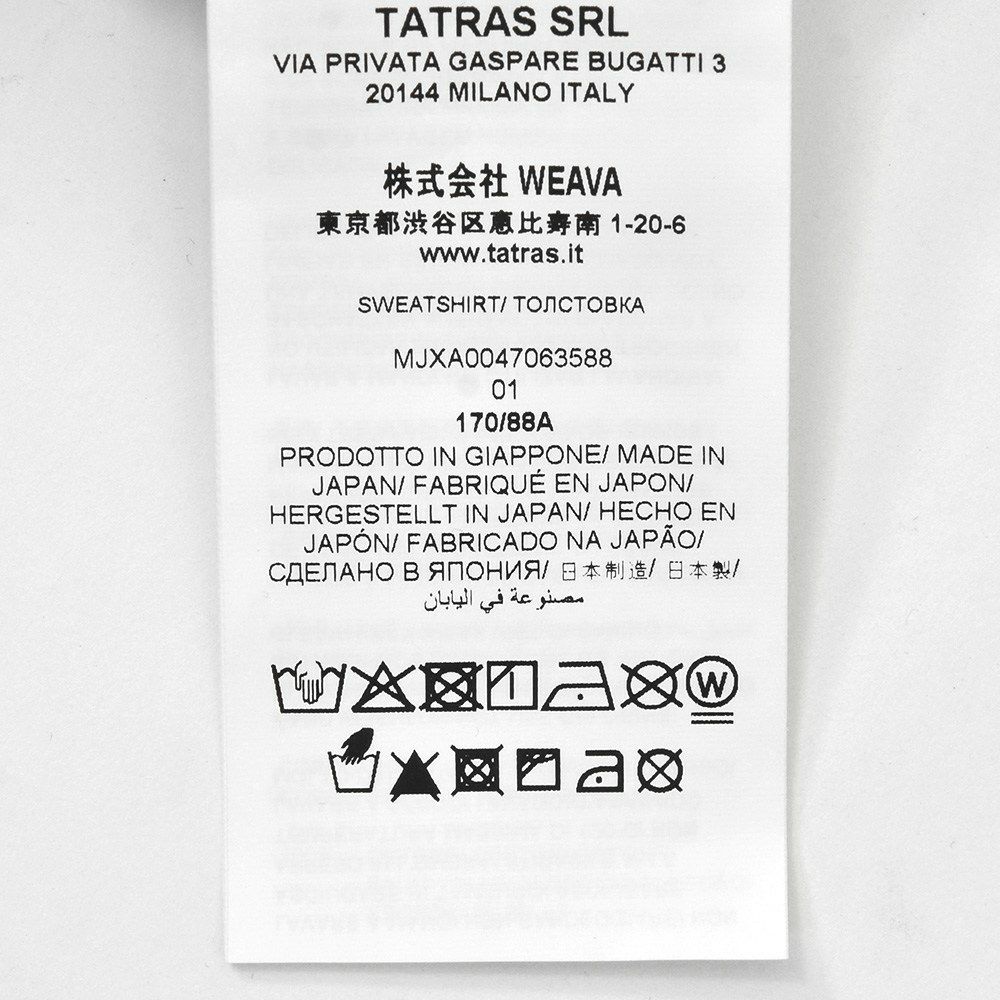 TATRAS SRL
VIA PRIVATA GASPARE BUGATTI 3
20144 MILANO ITALY
株式会社 WEAVA
東京都渋谷区恵比寿南 1-20-6
www.tatras.it
SWEATSHIRT/ ТОЛСТОВКА
MJXA0047063588
01
170/88A
PRODOTTO IN GIAPPONE/ MADE IN
JAPAN/ FABRIQUÉ EN JAPON/
HERGESTELLT IN JAPAN/ HECHO EN
JAPÓN/ FABRICADO NA JAPÃO/
СДЕЛАНО В ЯПОНИЯ/ 日本制造/ 日本製/
مصنوعة في اليابان
W